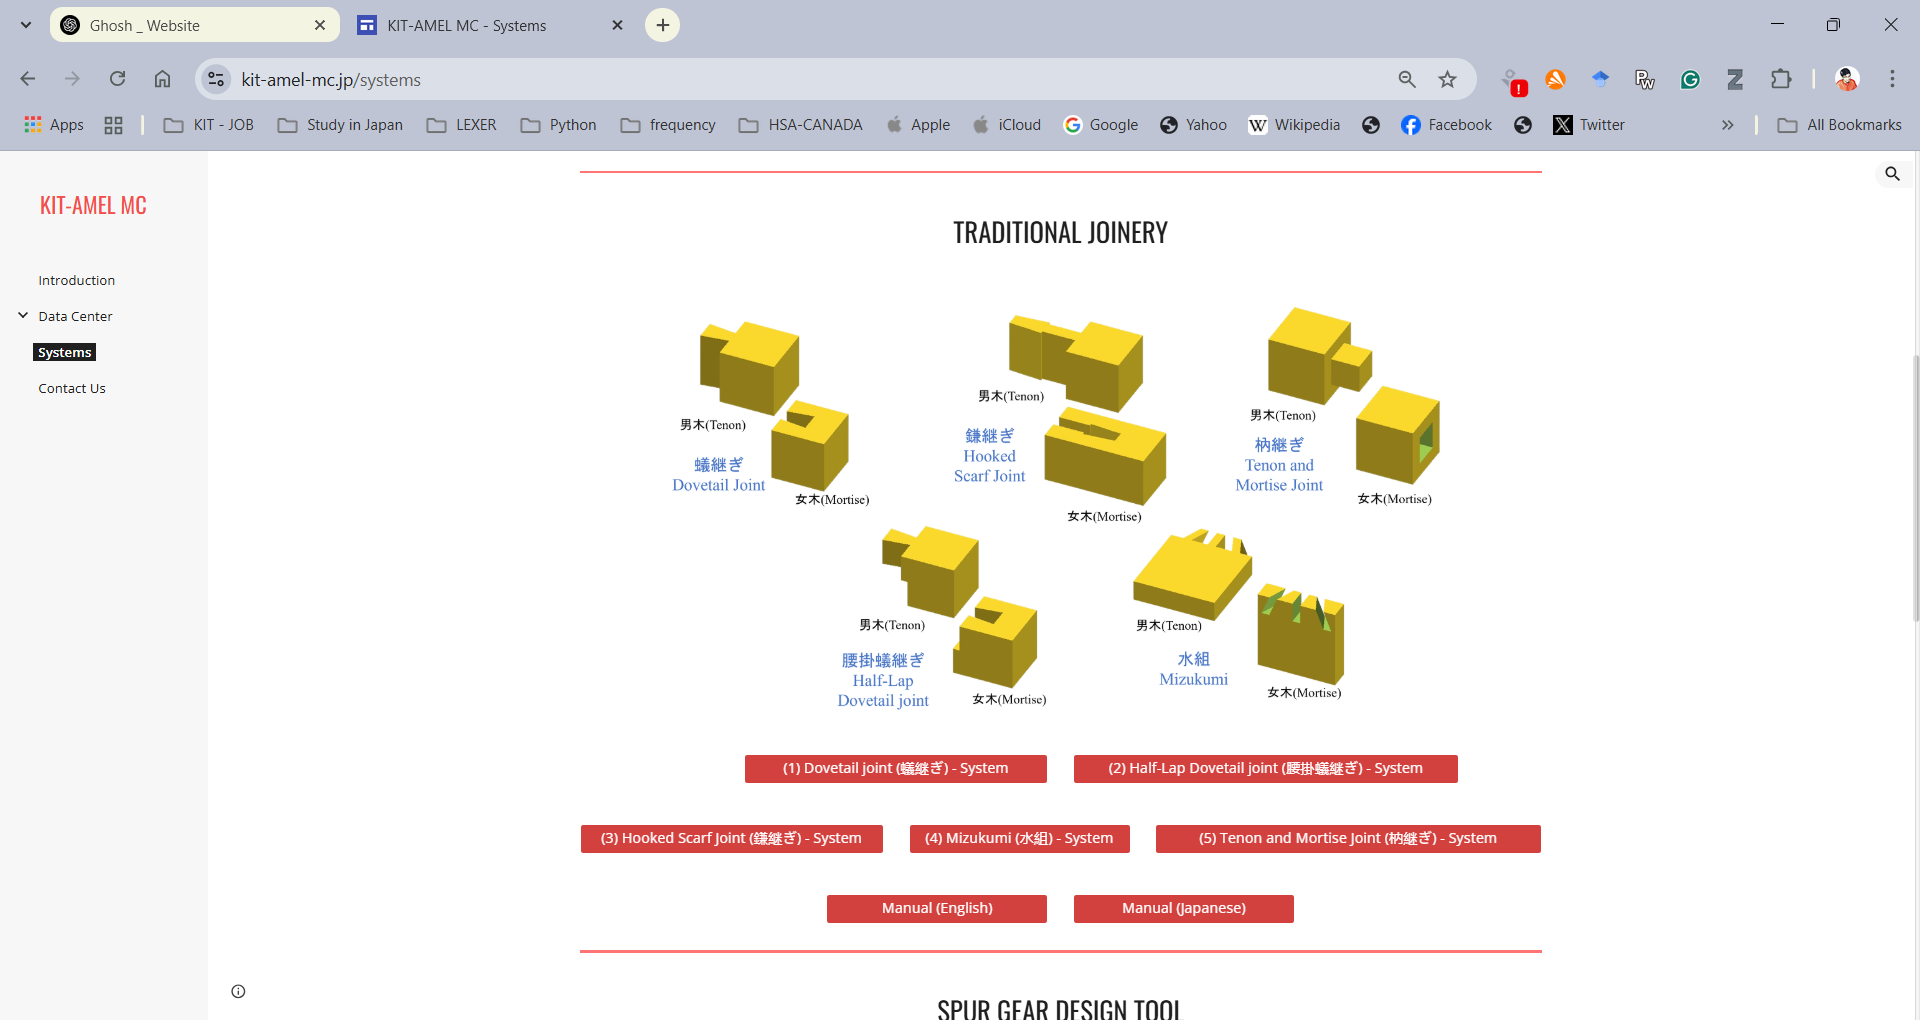 Ghosh _ Website
KIT-AMEL MC - Systems
kit-amel-mc.jp/systems
Apps
KIT - JOB
Study in Japan
LEXER
Python
frequency
HSA-CANADA
Apple
iCloud
Google
Yahoo
Wikipedia
Facebook
Twitter
All Bookmarks
KIT-AMEL MC
Introduction
Data Center
Systems
Contact Us
TRADITIONAL JOINERY
男木(Tenon)
蟻継ぎ
Dovetail Joint
女木(Mortise)
男木(Tenon)
鎌継ぎ
Hooked
Scarf Joint
女木(Mortise)
男木(Tenon)
枘継ぎ
Tenon and
Mortise Joint
女木(Mortise)
男木(Tenon)
腰掛蟻継ぎ
Half-Lap
Dovetail joint
女木(Mortise)
男木(Tenon)
水組
Mizukumi
女木(Mortise)
(1) Dovetail joint (蟻継ぎ) - System
(2) Half-Lap Dovetail joint (腰掛蟻継ぎ) - System
(3) Hooked Scarf Joint (鎌継ぎ) - System
(4) Mizukumi (水組) - System
(5) Tenon and Mortise Joint (枘継ぎ) - System
Manual (English)
Manual (Japanese)
SPUR GEAR DESIGN TOOL